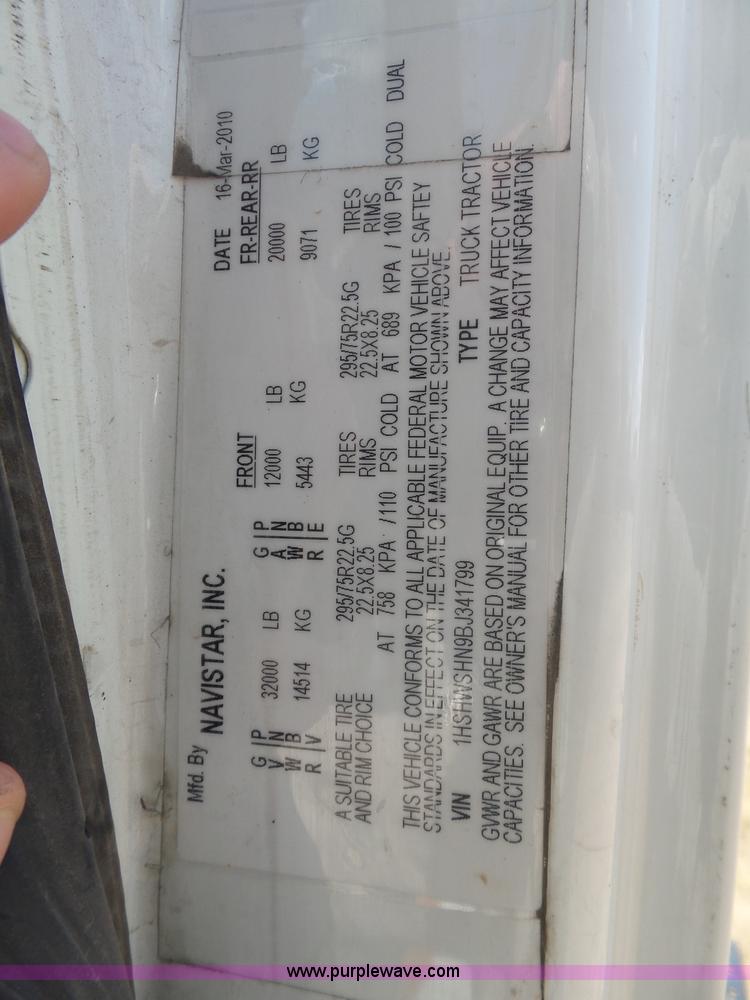 Mfd. By NAVISTAR, INC. DATE 16-Mar-2010
FRONT FR-REAR-RR
G V W R / P N B V 32000 LB G A W R / P N B E 12000 LB 20000 LB
14514 KG 5443 KG 9071 KG
A SUITABLE TIRE 295/75R22.5G TIRES 295/75R22.5G TIRES
AND RIM CHOICE 22.5X8.25 RIMS 22.5X8.25 RIMS
AT 758 KPA / 110 PSI COLD AT 689 KPA / 100 PSI COLD DUAL
THIS VEHICLE CONFORMS TO ALL APPLICABLE FEDERAL MOTOR VEHICLE SAFTEY
STANDARDS IN EFFECT ON THE DATE OF MANUFACTURE SHOWN ABOVE.
VIN 1HSHWSHN9BJ341799 TYPE TRUCK TRACTOR
GVWR AND GAWR ARE BASED ON ORIGINAL EQUIP. A CHANGE MAY AFFECT VEHICLE
CAPACITIES. SEE OWNER'S MANUAL FOR OTHER TIRE AND CAPACITY INFORMATION.
www.purplewave.com